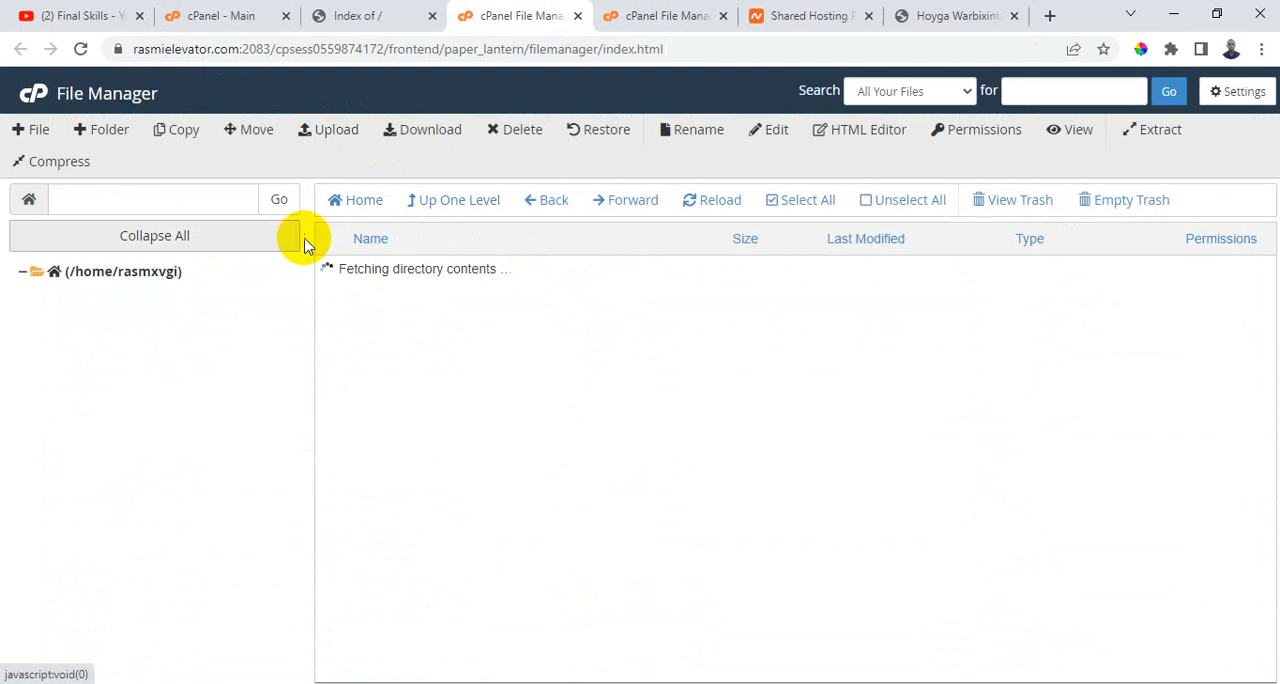 (2) Final Skills - Y
cPanel - Main
Index of /
cPanel File Mana
cPanel File Mana
Shared Hosting F
Hoyga Warbixint
rasmielevator.com:2083/cpsess0559874172/frontend/paper_lantern/filemanager/index.html
cP File Manager
Search All Your Files for Go Settings
File Folder Copy Move Upload Download Delete Restore Rename Edit HTML Editor Permissions View Extract
Compress
Go Home Up One Level Back Forward Reload Select All Unselect All View Trash Empty Trash
Collapse All
Name Size Last Modified Type Permissions
(/home/rasmxvgi)
Fetching directory contents ...
javascript:void(0)